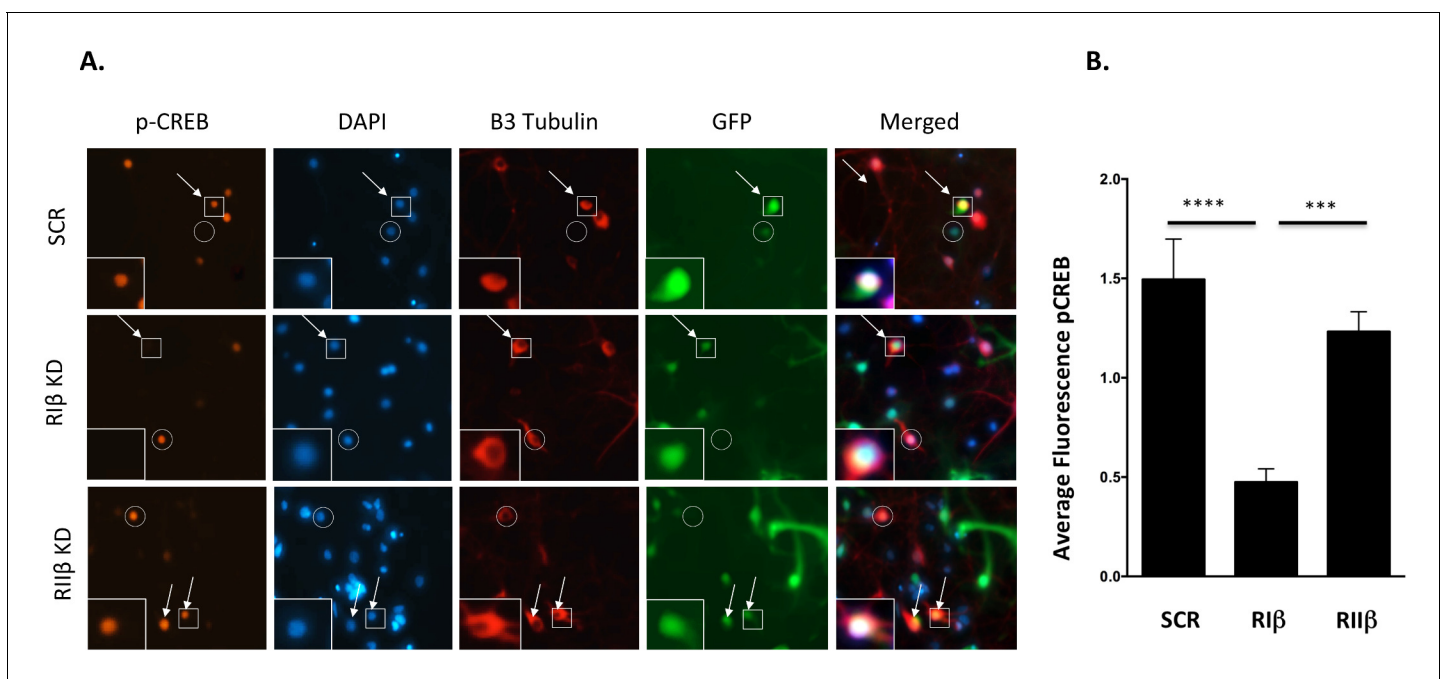 A.
B.
p-CREB DAPI B3 Tubulin GFP Merged
SCR
RIβ KD
RIIβ KD
Average Fluorescence pCREB
2.0
1.5
1.0
0.5
0.0
**** ***
SCR RIβ RIIβ